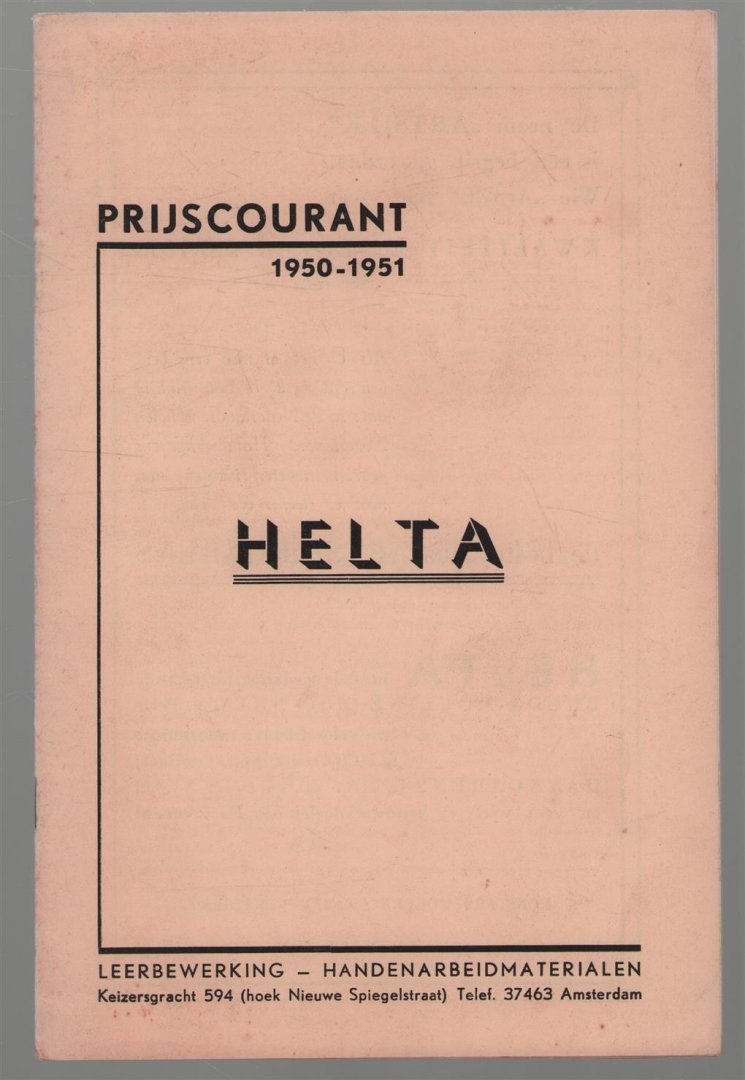 PRIJSCOURANT
1950-1951
HELTA
LEERBEWERKING – HANDENARBEIDMATERIALEN
Keizersgracht 594 (hoek Nieuwe Spiegelstraat) Telef. 37463 Amsterdam